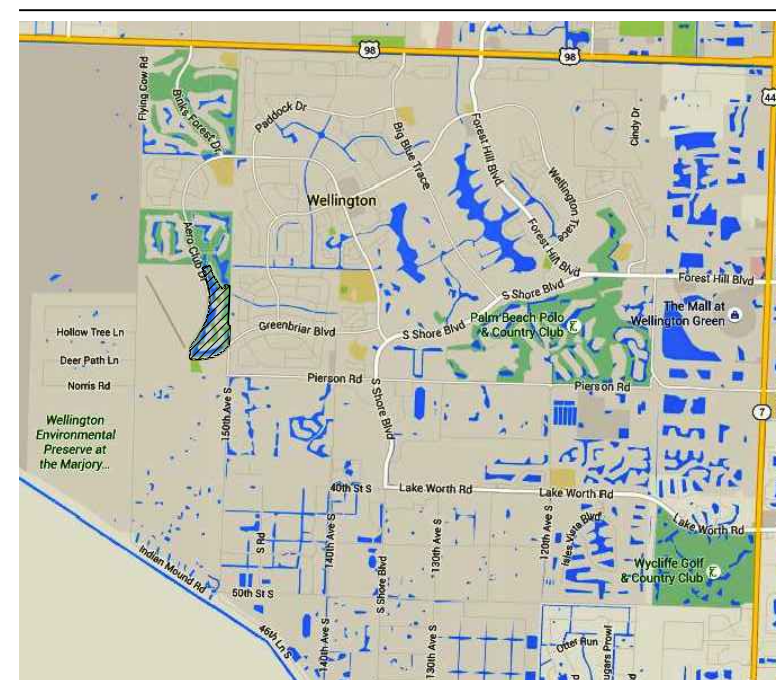 98
98
44
Flying Cow Rd
Binks Forest Dr
Paddock Dr
Big Blue Trace
Forest Hill Blvd
Cindy Dr
Wellington Trace
Wellington
Forest Hill Blvd
Forest Hill Blvd
Aero Club Dr
S Shore Blvd
The Mall at
Wellington Green
Palm Beach Polo
& Country Club
S Shore Blvd
Greenbriar Blvd
Hollow Tree Ln
Deer Path Ln
Norris Rd
Pierson Rd
Pierson Rd
S Shore Blvd
150th Ave S
7
Wellington
Environmental
Preserve at
the Marjory...
40th St S
Lake Worth Rd
Lake Worth Rd
Lake Worth Rd
S Rd
140th Ave S
130th Ave S
120th Ave S
Isles Vista Blvd
Indian Mound Rd
S Shore Blvd
Wycliffe Golf
& Country Club
50th St S
46th Ln S
140th Ave S
130th Ave S
Otter Run
ugars Prowl